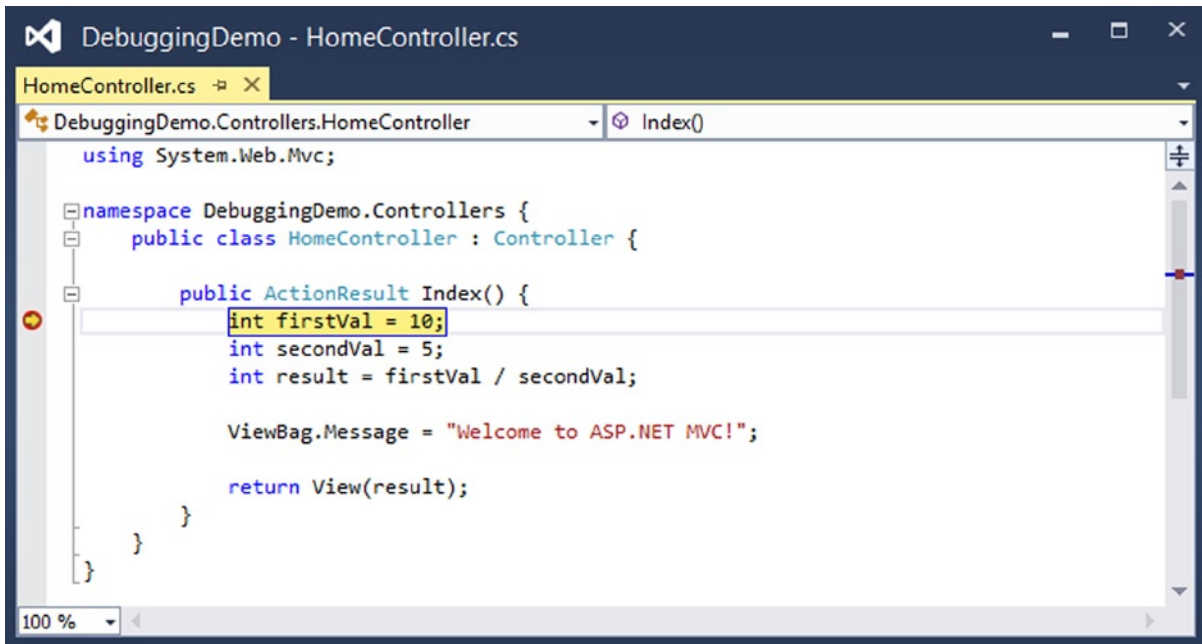 DebuggingDemo - HomeController.cs
HomeController.cs
DebuggingDemo.Controllers.HomeController Index()
using System.Web.Mvc;
namespace DebuggingDemo.Controllers {
public class HomeController : Controller {
public ActionResult Index() {
int firstVal = 10;
int secondVal = 5;
int result = firstVal / secondVal;
ViewBag.Message = "Welcome to ASP.NET MVC!";
return View(result);
}
}
}
100 %